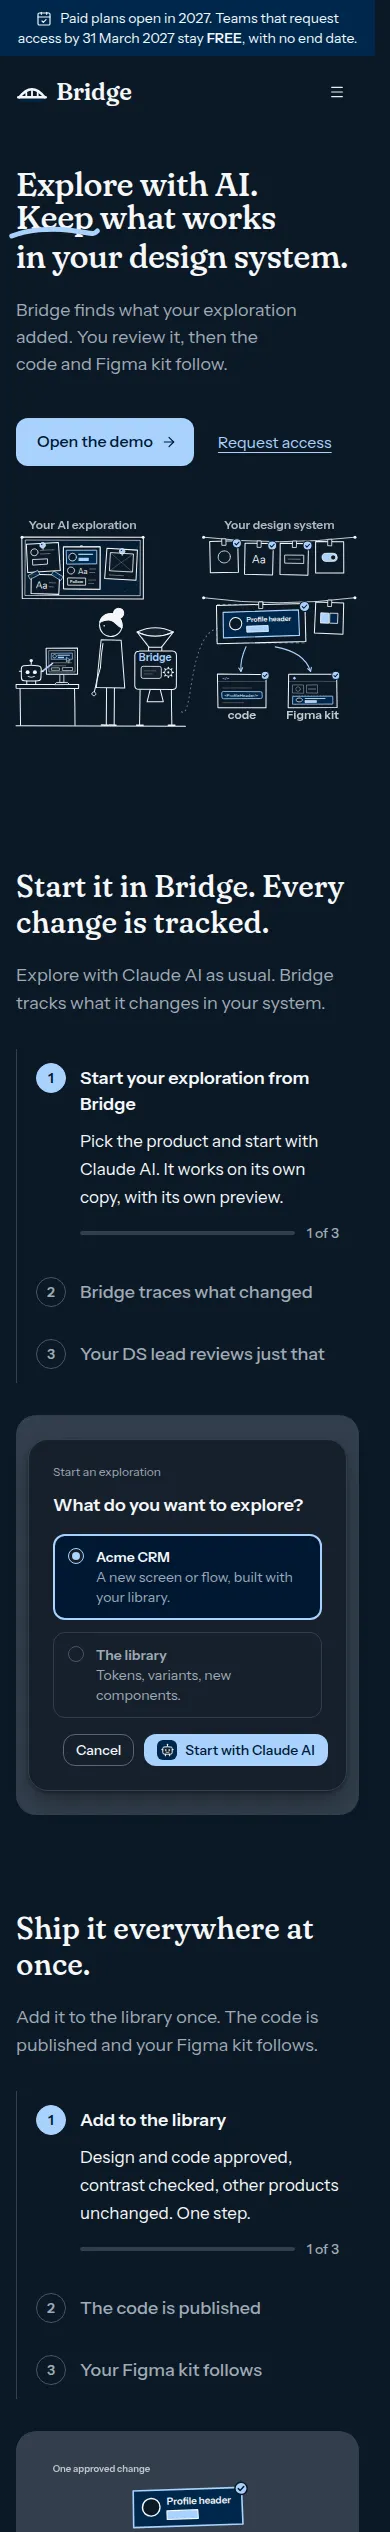 Paid plans open in 2027. Teams that request
access by 31 March 2027 stay FREE, with no end date.
Bridge
Explore with AI.
Keep what works
in your design system.
Bridge finds what your exploration
added. You review it, then the
code and Figma kit follow.
Open the demo
Request access
Your AI exploration
Your design system
Aa
Aa
Follow
Aa
Bridge
Profile header
code
Figma kit
Start it in Bridge. Every
change is tracked.
Explore with Claude AI as usual. Bridge
tracks what it changes in your system.
1
Start your exploration from
Bridge
Pick the product and start with
Claude AI. It works on its own
copy, with its own preview.
1 of 3
2
Bridge traces what changed
3
Your DS lead reviews just that
Start an exploration
What do you want to explore?
Acme CRM
A new screen or flow, built with
your library.
The library
Tokens, variants, new
components.
Cancel
Start with Claude AI
Ship it everywhere at
once.
Add it to the library once. The code is
published and your Figma kit follows.
1
Add to the library
Design and code approved,
contrast checked, other products
unchanged. One step.
1 of 3
2
The code is published
3
Your Figma kit follows
One approved change
Profile header